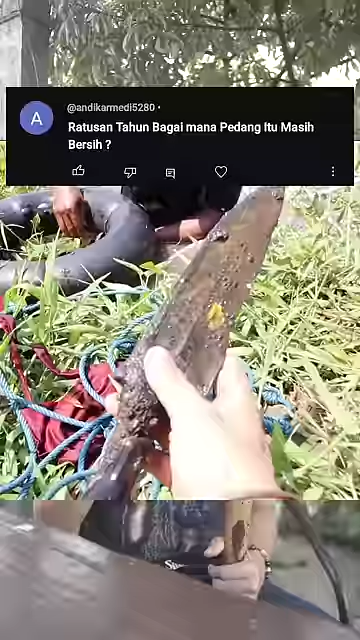 A
@andikarmedi5280 •
Ratusan Tahun Bagai mana Pedang Itu Masih
Bersih ?